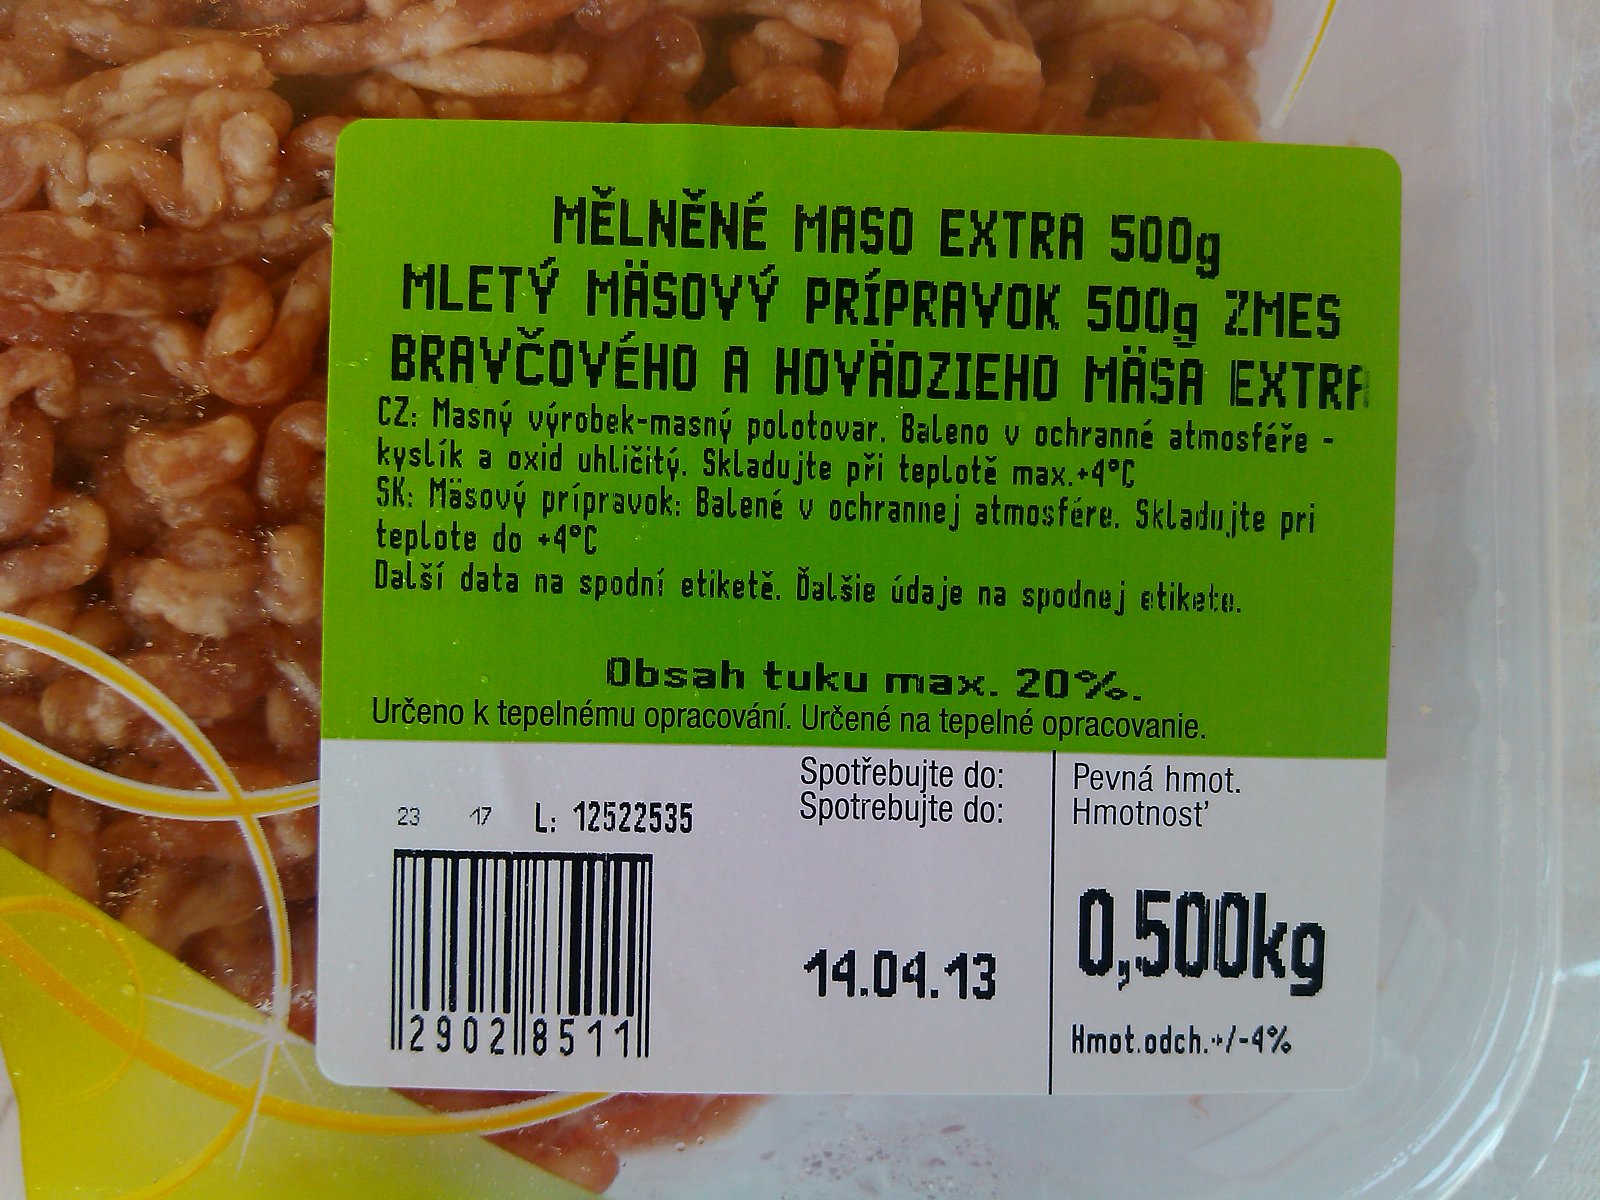 MĚLNĚNÉ MASO EXTRA 500g
MLETÝ MÄSOVÝ PRÍPRAVOK 500g ZMES
BRAVČOVÉHO A HOVÄDZIEHO MÄSA EXTRA
CZ: Masný výrobek-masný polotovar. Baleno v ochranné atmosféře -
kyslík a oxid uhličitý. Skladujte při teplotě max.+4°C
SK: Mäsový prípravok: Balené v ochrannej atmosfére. Skladujte pri
teplote do +4°C
Další data na spodní etiketě. Ďalšie údaje na spodnej etikete.
Obsah tuku max. 20%.
Určeno k tepelnému opracování. Určené na tepelné opracovanie.
23 17 L: 12522535
Spotřebujte do:
Spotrebujte do:
14.04.13
Pevná hmot.
Hmotnosť
0,500kg
Hmot.odch.+/-4%
2902 8511